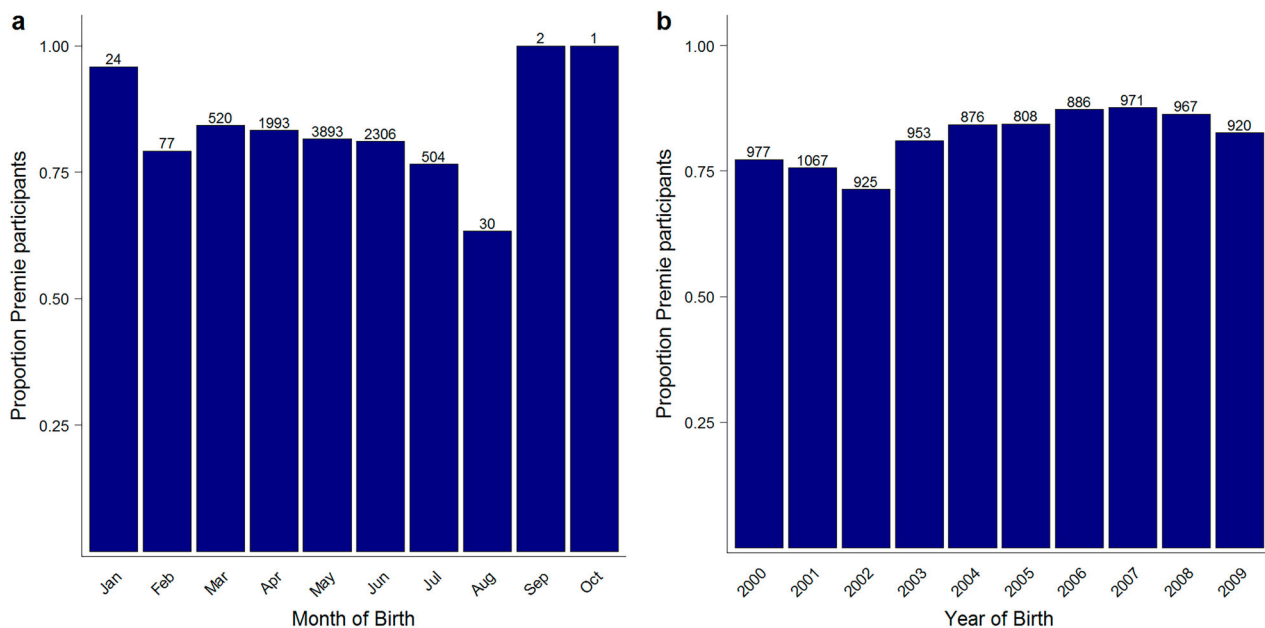 a
1.00
0.75
0.50
0.25
Proportion Premie participants
24
77
520
1993
3893
2306
504
30
2
1
Jan
Feb
Mar
Apr
May
Jun
Jul
Aug
Sep
Oct
Month of Birth
b
1.00
0.75
0.50
0.25
Proportion Premie participants
977
1067
925
953
876
808
886
971
967
920
2000
2001
2002
2003
2004
2005
2006
2007
2008
2009
Year of Birth